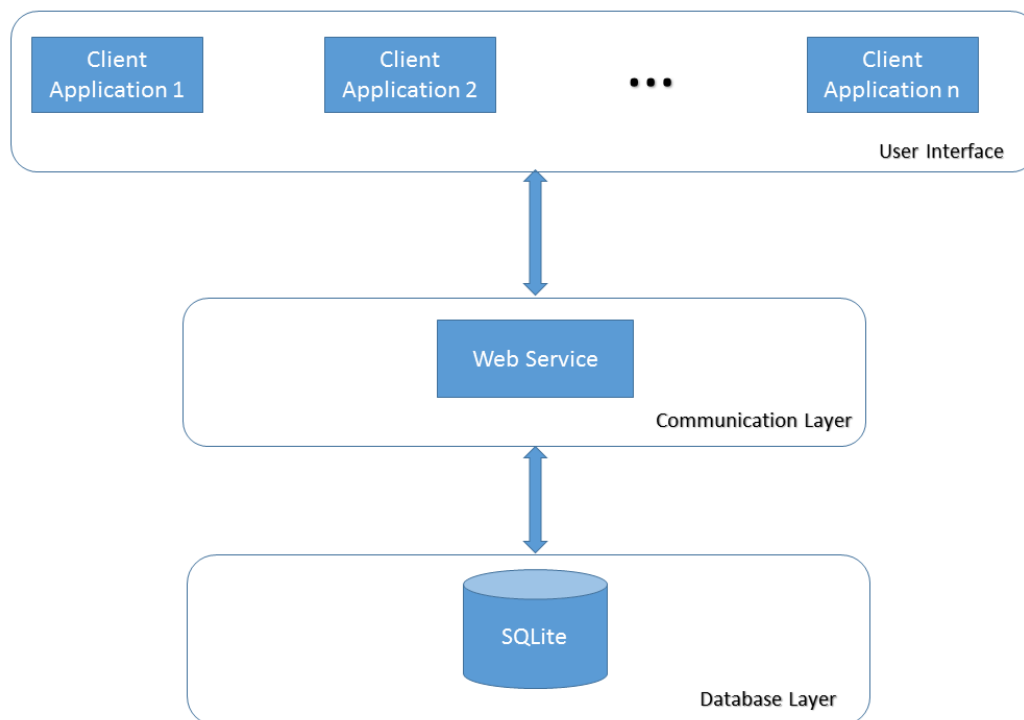 Client
Application 1
Client
Application 2
...
Client
Application n
User Interface
Web Service
Communication Layer
SQLite
Database Layer